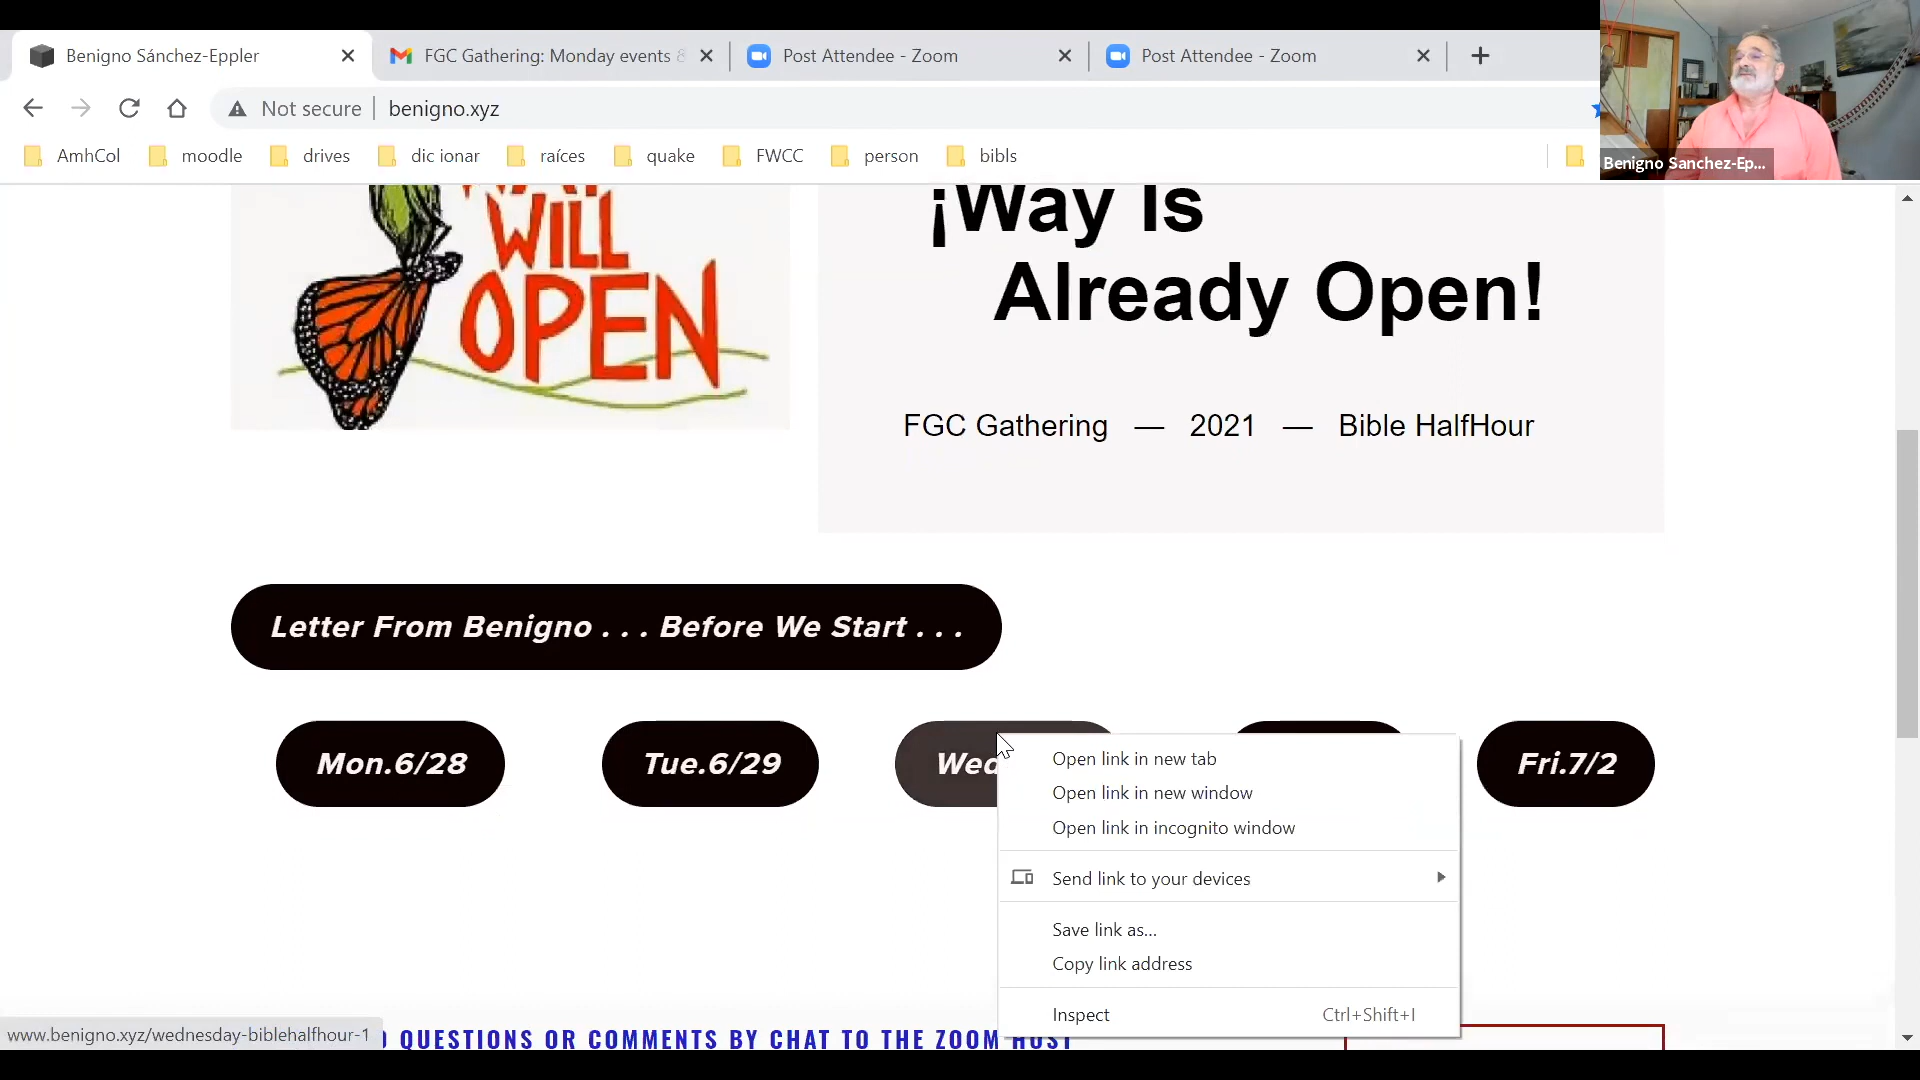 Benigno Sánchez-Eppler
FGC Gathering: Monday events &
Post Attendee - Zoom
Post Attendee - Zoom
Not secure
benigno.xyz
AmhCol
moodle
drives
dic ionar
raíces
quake
FWCC
person
bibls
Benigno Sanchez-Ep...
WILL
OPEN
¡Way Is
Already Open!
FGC Gathering — 2021 — Bible HalfHour
Letter From Benigno . . . Before We Start . . .
Mon.6/28
Tue.6/29
Wed
Fri.7/2
Open link in new tab
Open link in new window
Open link in incognito window
Send link to your devices
Save link as...
Copy link address
Inspect
Ctrl+Shift+I
www.benigno.xyz/wednesday-biblehalfhour-1
QUESTIONS OR COMMENTS BY CHAT TO THE ZOOM HOST